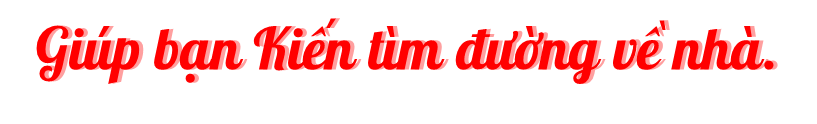 Giúp bạn Kiến tìm đường về nhà.